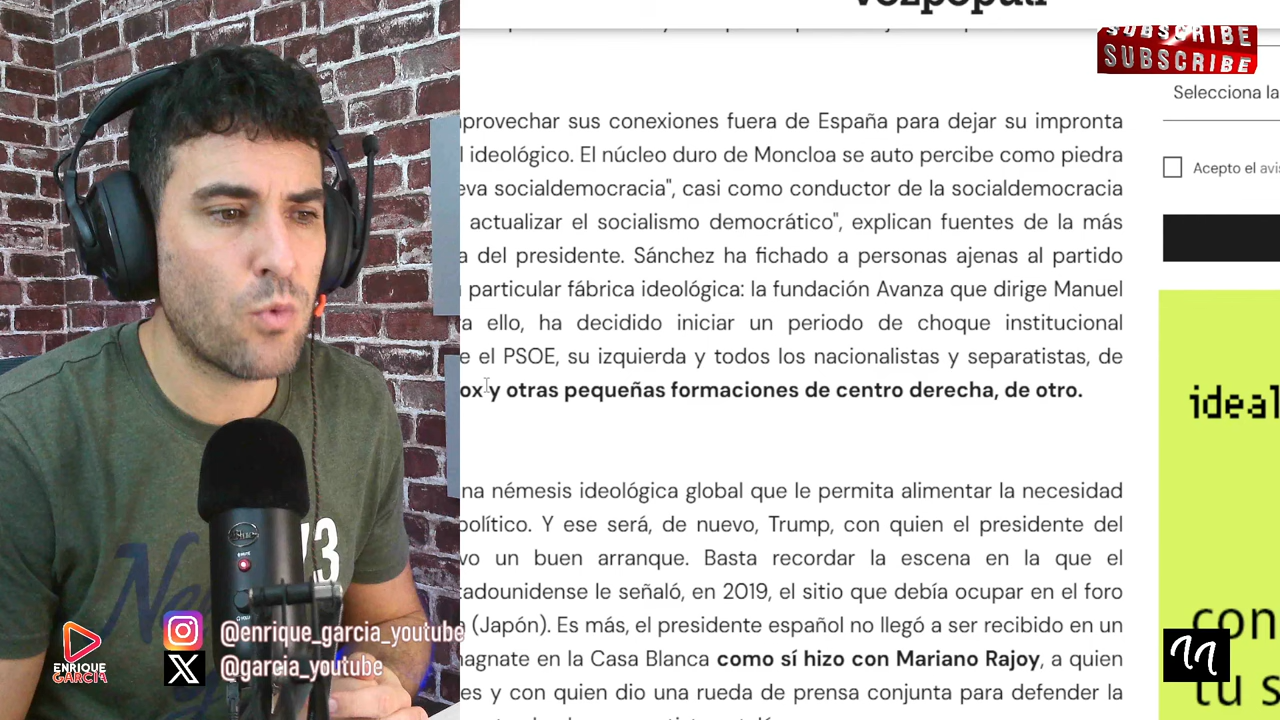 vozpópuli
SUBSCRIBE
SUBSCRIBE
Selecciona la
Acepto el avis
aprovechar sus conexiones fuera de España para dejar su impronta
l ideológico. El núcleo duro de Moncloa se auto percibe como piedra
eva socialdemocracia", casi como conductor de la socialdemocracia
actualizar el socialismo democrático", explican fuentes de la más
a del presidente. Sánchez ha fichado a personas ajenas al partido
particular fábrica ideológica: la fundación Avanza que dirige Manuel
a ello, ha decidido iniciar un periodo de choque institucional
e el PSOE, su izquierda y todos los nacionalistas y separatistas, de
ox y otras pequeñas formaciones de centro derecha, de otro.
na némesis ideológica global que le permita alimentar la necesidad
político. Y ese será, de nuevo, Trump, con quien el presidente del
vo un buen arranque. Basta recordar la escena en la que el
tadounidense le señaló, en 2019, el sitio que debía ocupar en el foro
(Japón). Es más, el presidente español no llegó a ser recibido en un
nagnate en la Casa Blanca como sí hizo con Mariano Rajoy, a quien
es y con quien dio una rueda de prensa conjunta para defender la
ideal
con
tu s
@enrique_garcia_youtube
@garcia_youtube
ENRIQUE
GARCIA